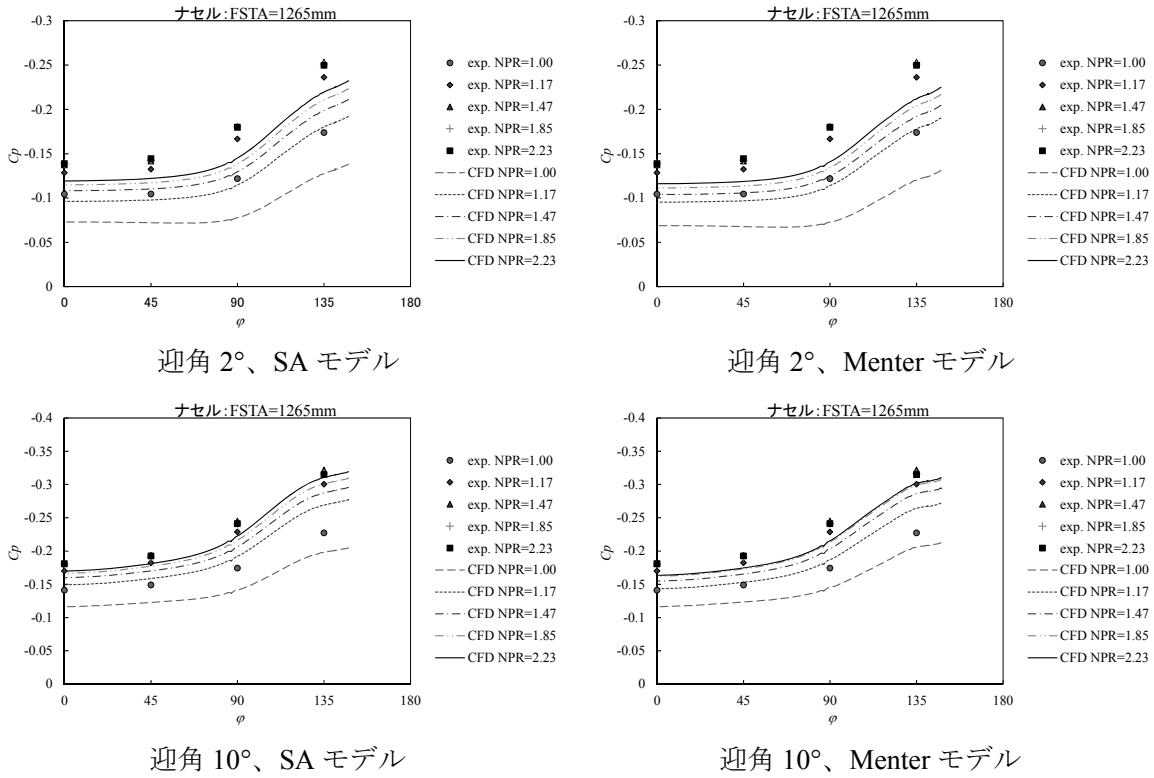 ナセル:FSTA=1265mm
-0.3
-0.25
-0.2
-0.15
-0.1
-0.05
0
Cp
0 45 90 135 180
φ
exp. NPR=1.00
exp. NPR=1.17
exp. NPR=1.47
exp. NPR=1.85
exp. NPR=2.23
CFD NPR=1.00
CFD NPR=1.17
CFD NPR=1.47
CFD NPR=1.85
CFD NPR=2.23
迎角 2°、SA モデル
ナセル:FSTA=1265mm
-0.3
-0.25
-0.2
-0.15
-0.1
-0.05
0
Cp
0 45 90 135 180
φ
exp. NPR=1.00
exp. NPR=1.17
exp. NPR=1.47
exp. NPR=1.85
exp. NPR=2.23
CFD NPR=1.00
CFD NPR=1.17
CFD NPR=1.47
CFD NPR=1.85
CFD NPR=2.23
迎角 2°、Menter モデル
ナセル:FSTA=1265mm
-0.4
-0.35
-0.3
-0.25
-0.2
-0.15
-0.1
-0.05
0
Cp
0 45 90 135 180
φ
exp. NPR=1.00
exp. NPR=1.17
exp. NPR=1.47
exp. NPR=1.85
exp. NPR=2.23
CFD NPR=1.00
CFD NPR=1.17
CFD NPR=1.47
CFD NPR=1.85
CFD NPR=2.23
迎角 10°、SA モデル
ナセル:FSTA=1265mm
-0.4
-0.35
-0.3
-0.25
-0.2
-0.15
-0.1
-0.05
0
Cp
0 45 90 135 180
φ
exp. NPR=1.00
exp. NPR=1.17
exp. NPR=1.47
exp. NPR=1.85
exp. NPR=2.23
CFD NPR=1.00
CFD NPR=1.17
CFD NPR=1.47
CFD NPR=1.85
CFD NPR=2.23
迎角 10°、Menter モデル